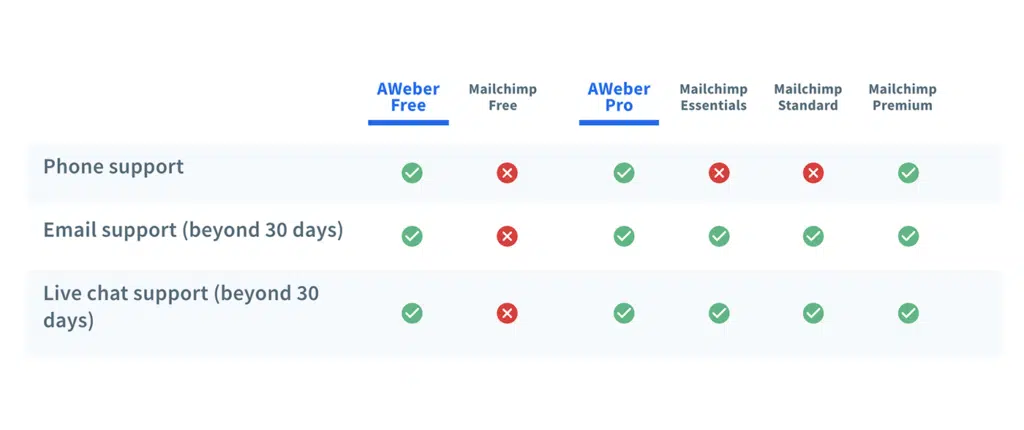 AWeber Free
Mailchimp Free
AWeber Pro
Mailchimp Essentials
Mailchimp Standard
Mailchimp Premium
Phone support
Email support (beyond 30 days)
Live chat support (beyond 30
days)